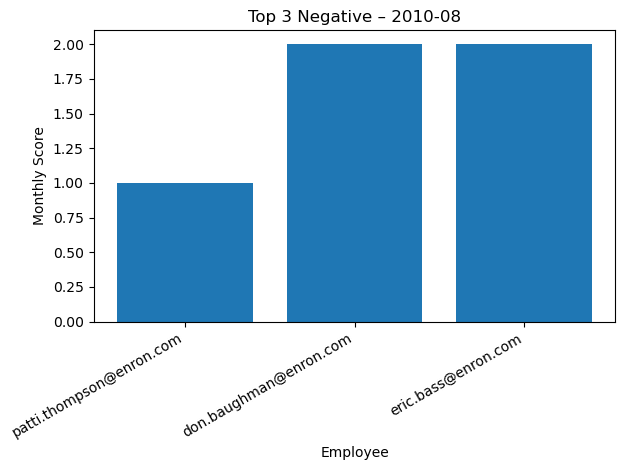 Top 3 Negative – 2010-08
Monthly Score
2.00
1.75
1.50
1.25
1.00
0.75
0.50
0.25
0.00
patti.thompson@enron.com
don.baughman@enron.com
eric.bass@enron.com
Employee